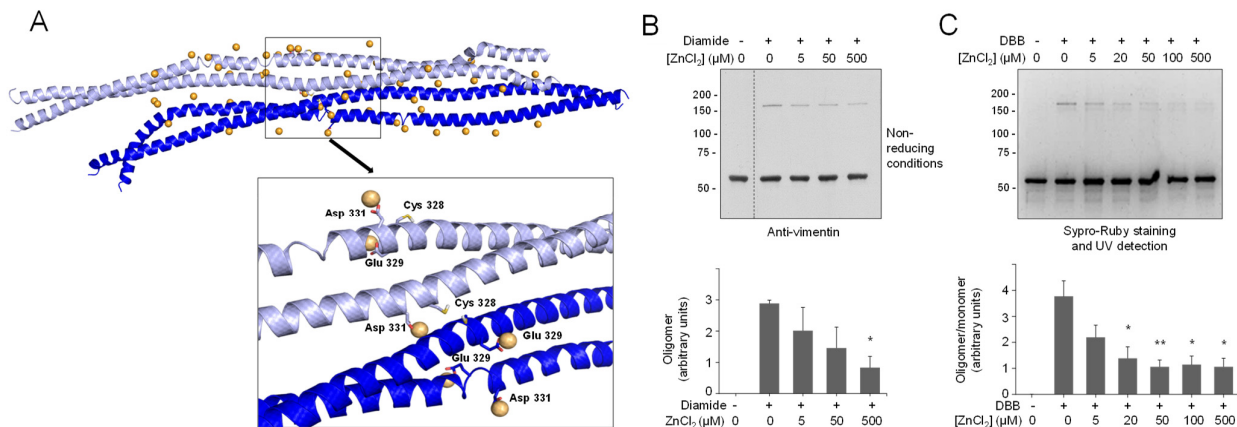 A
Asp 331
Cys 328
Glu 329
Cys 328
Asp 331
Glu 329
Glu 329
Asp 331
B
Diamide - + + + +
[ZnCl2] (µM) 0 0 5 50 500
200 -
150 -
100 -
75 -
50 -
Non-
reducing
conditions
Anti-vimentin
Oligomer
(arbitrary units)
3
2
1
0
*
Diamide - + + + +
ZnCl2 (µM) 0 0 5 50 500
C
DBB - + + + + + +
[ZnCl2] (µM) 0 0 5 20 50 100 500
200 -
150 -
100 -
75 -
50 -
Sypro-Ruby staining
and UV detection
Oligomer/monomer
(arbitrary units)
4
3
2
1
0
* ** * *
DBB - + + + + + +
[ZnCl2] (µM) 0 0 5 20 50 100 500